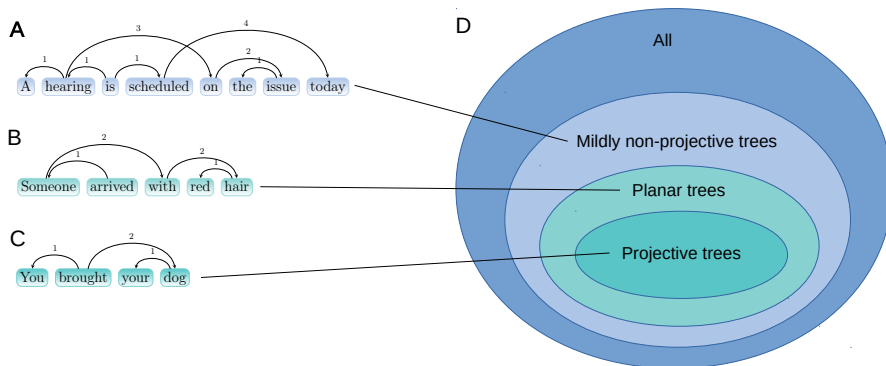 A
3
4
1
1
1
2
1
A hearing is scheduled on the issue today
B
2
1
2
1
Someone arrived with red hair
C
1
2
1
You brought your dog
D
All
Mildly non-projective trees
Planar trees
Projective trees